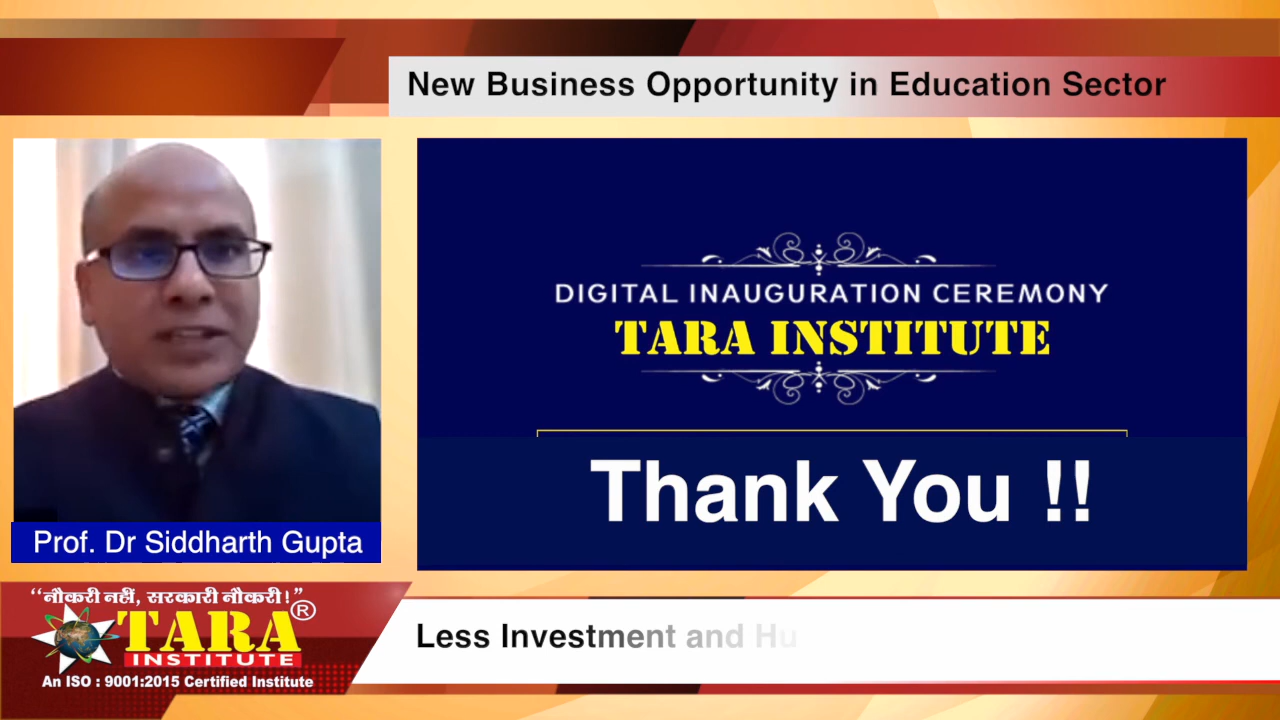 New Business Opportunity in Education Sector
DIGITAL INAUGURATION CEREMONY
TARA INSTITUTE
Thank You !!
Prof. Dr Siddharth Gupta
“नौकरी नहीं, सरकारी नौकरी!”
TARA®
INSTITUTE
An ISO : 9001:2015 Certified Institute
Less Investment and Hu